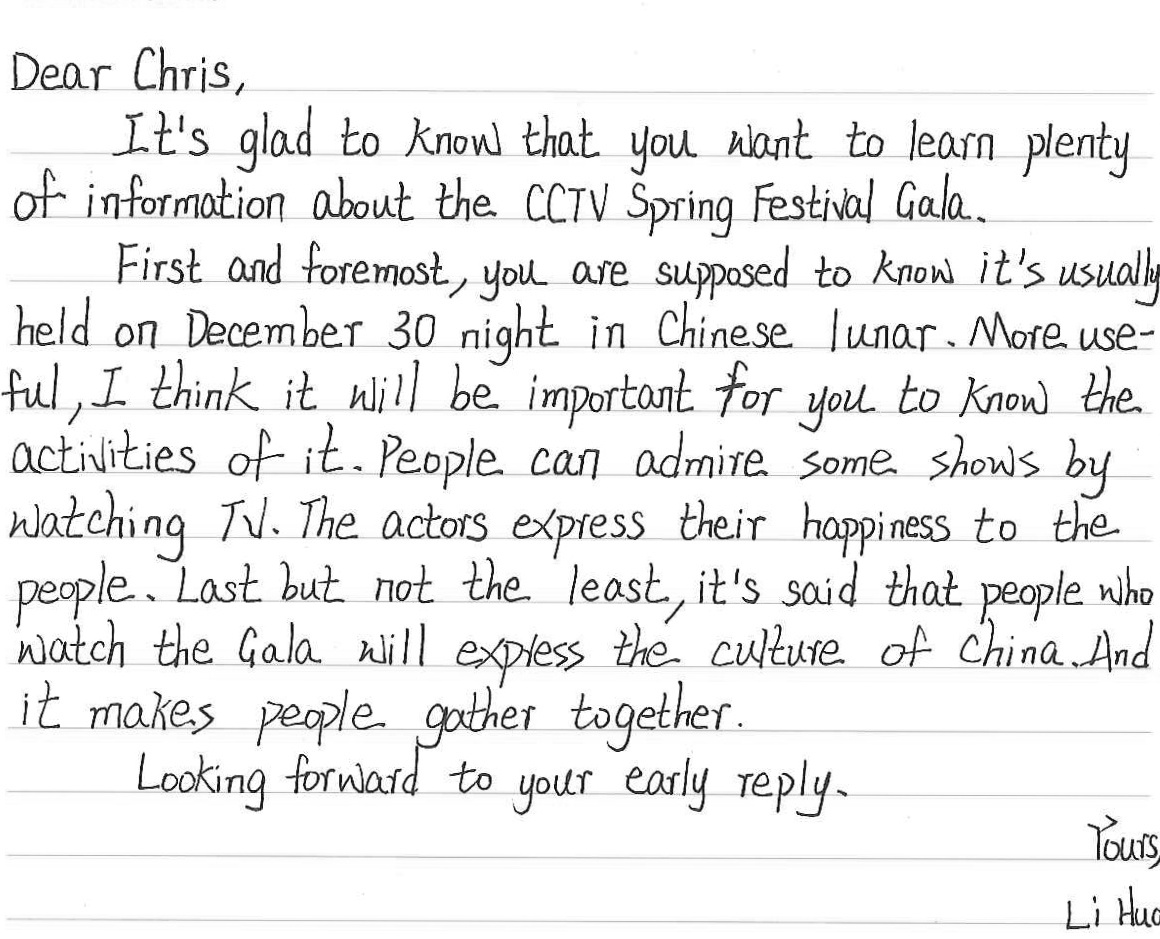 Dear Chris,
It's glad to know that you want to learn plenty
of information about the CCTV Spring Festival Gala.
First and foremost, you are supposed to know it's usually
held on December 30 night in Chinese lunar. More use-
ful, I think it will be important for you to know the
activities of it. People can admire some shows by
watching TV. The actors express their happiness to the
people. Last but not the least, it's said that people who
watch the Gala will express the culture of China. And
it makes people gather together.
Looking forward to your early reply.
Yours,
Li Hua